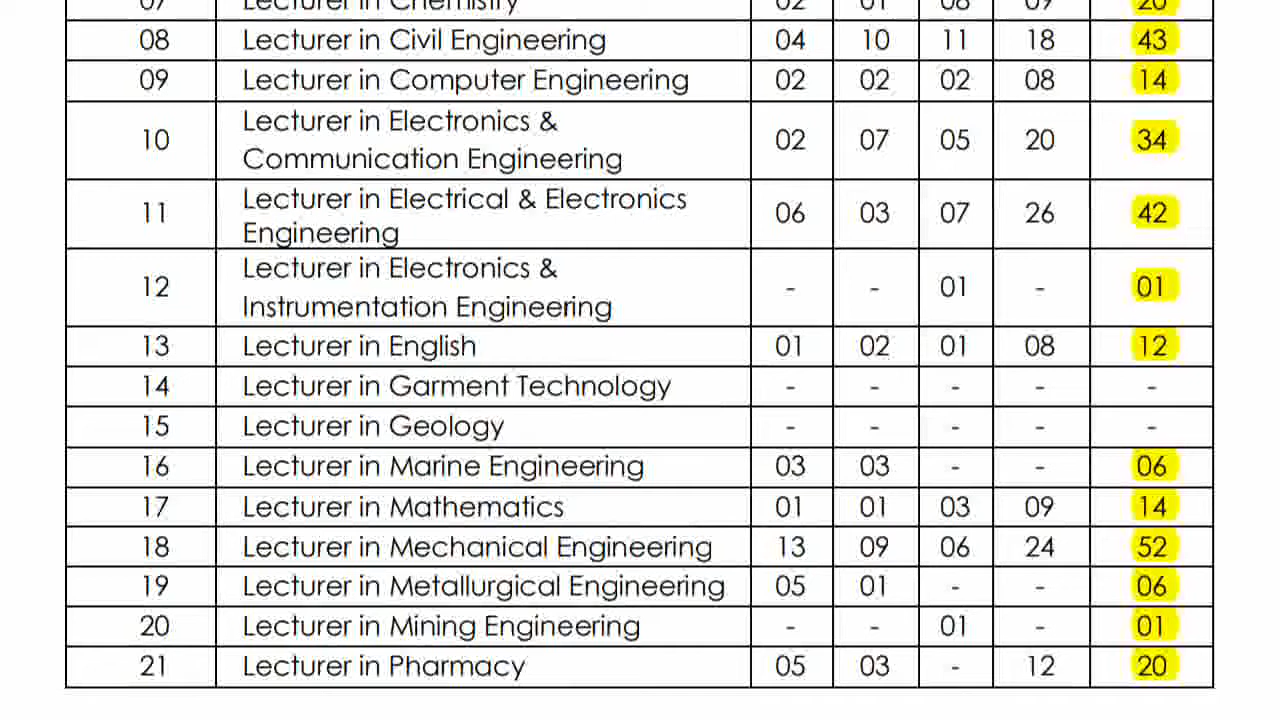 07 Lecturer in Chemistry 02 01 08 09 20
08 Lecturer in Civil Engineering 04 10 11 18 43
09 Lecturer in Computer Engineering 02 02 02 08 14
10 Lecturer in Electronics &
Communication Engineering 02 07 05 20 34
11 Lecturer in Electrical & Electronics
Engineering 06 03 07 26 42
12 Lecturer in Electronics &
Instrumentation Engineering - - 01 - 01
13 Lecturer in English 01 02 01 08 12
14 Lecturer in Garment Technology - - - - -
15 Lecturer in Geology - - - - -
16 Lecturer in Marine Engineering 03 03 - - 06
17 Lecturer in Mathematics 01 01 03 09 14
18 Lecturer in Mechanical Engineering 13 09 06 24 52
19 Lecturer in Metallurgical Engineering 05 01 - - 06
20 Lecturer in Mining Engineering - - 01 - 01
21 Lecturer in Pharmacy 05 03 - 12 20